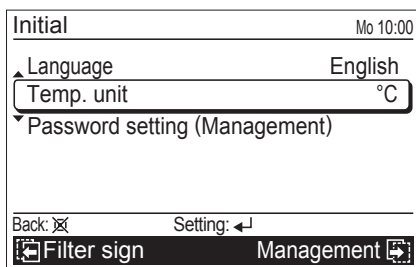 Initial Mo 10:00
Language English
Temp. unit °C
Password setting (Management)
Back: Setting:
Filter sign Management